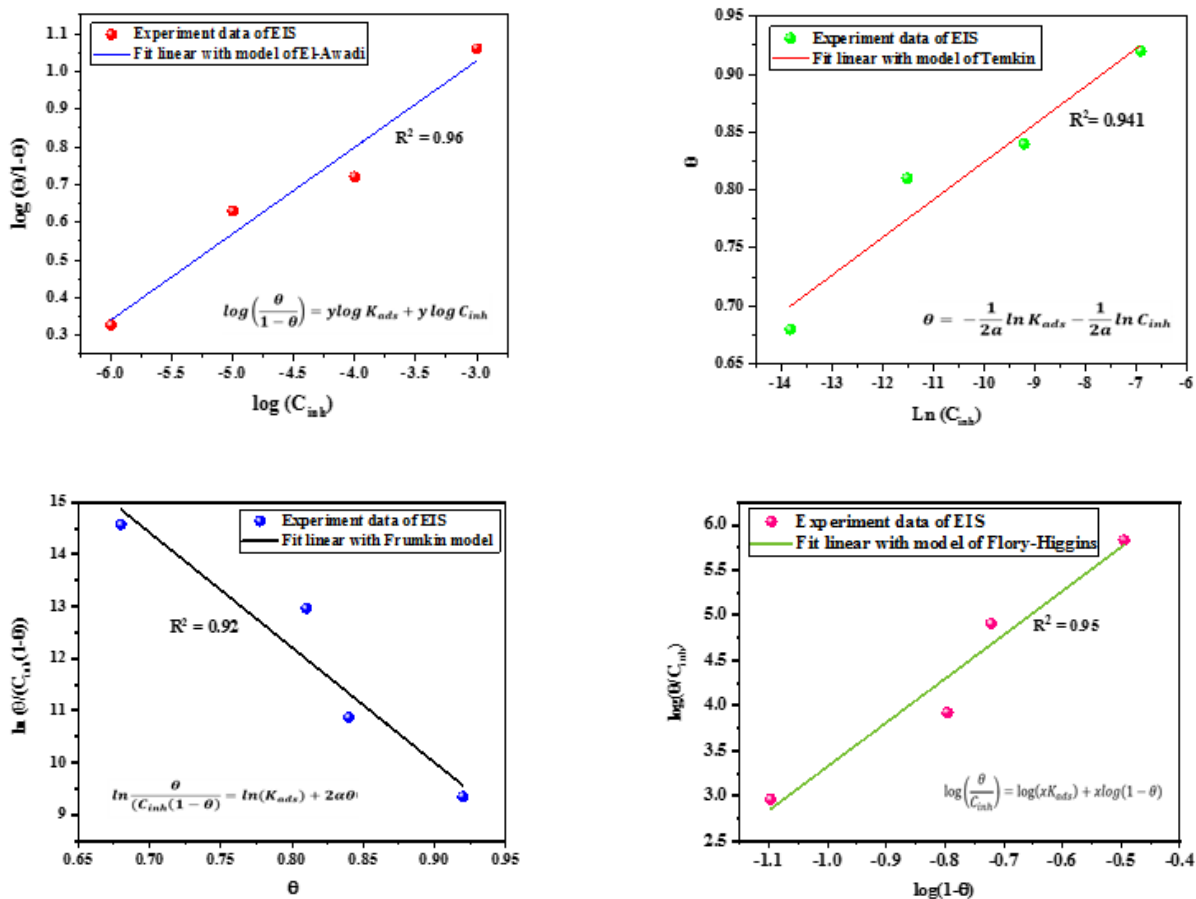 Experiment data of EIS
Fit linear with model of El-Awadi
R² = 0.96
log (θ/1-θ) = ylog K_ads + y log C_inh
log (θ/1-θ)
1.1
1.0
0.9
0.8
0.7
0.6
0.5
0.4
0.3
-6.0 -5.5 -5.0 -4.5 -4.0 -3.5 -3.0
log (C_inh)
Experiment data of EIS
Fit linear with model of Temkin
R²= 0.941
θ = -1/2a ln K_ads - 1/2a ln C_inh
θ
0.95
0.90
0.85
0.80
0.75
0.70
0.65
-14 -13 -12 -11 -10 -9 -8 -7 -6
Ln (C_inh)
Experiment data of EIS
Fit linear with Frumkin model
R² = 0.92
ln θ/(C_inh(1-θ) = ln(K_ads) + 2αθ
ln (θ/(C_inh(1-θ))
15
14
13
12
11
10
9
0.65 0.70 0.75 0.80 0.85 0.90 0.95
θ
Experiment data of EIS
Fit linear with model of Flory-Higgins
R² = 0.95
log(θ/C_inh) = log(xK_ads) + xlog(1-θ)
log(θ/C_inh)
6.0
5.5
5.0
4.5
4.0
3.5
3.0
2.5
-1.1 -1.0 -0.9 -0.8 -0.7 -0.6 -0.5 -0.4
log(1-θ)